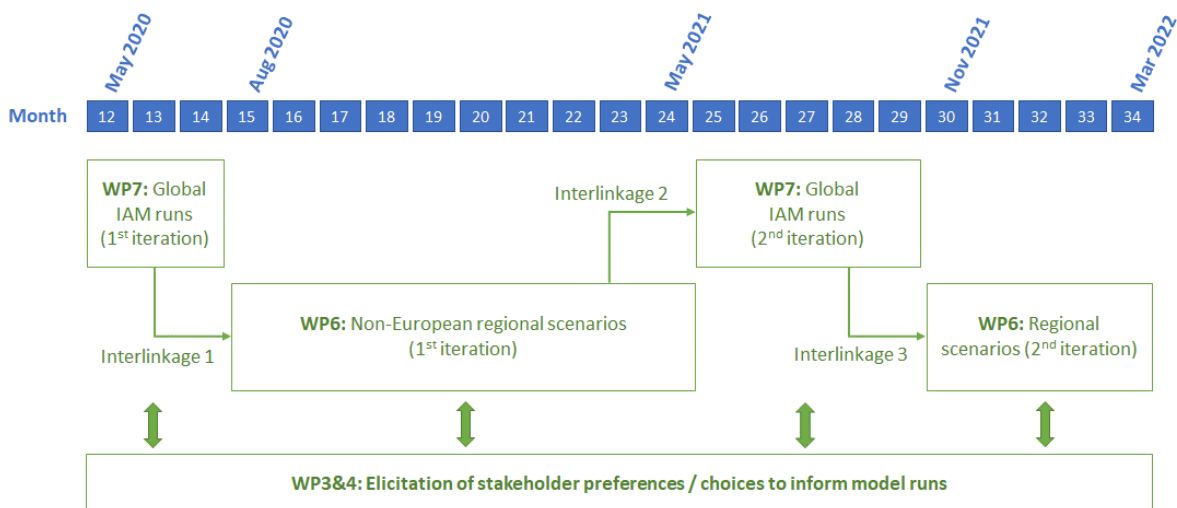 May 2020
Aug 2020
May 2021
Nov 2021
Mar 2022
Month 12 13 14 15 16 17 18 19 20 21 22 23 24 25 26 27 28 29 30 31 32 33 34
WP7: Global
IAM runs
(1st iteration)
Interlinkage 1
WP6: Non-European regional scenarios
(1st iteration)
Interlinkage 2
WP7: Global
IAM runs
(2nd iteration)
Interlinkage 3
WP6: Regional
scenarios (2nd iteration)
WP3&4: Elicitation of stakeholder preferences / choices to inform model runs